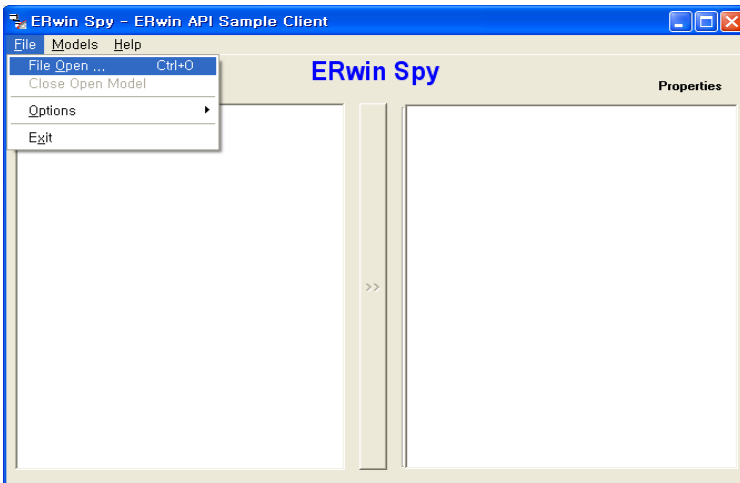 ERwin Spy - ERwin API Sample Client
File Models Help
File Open ... Ctrl+O
Close Open Model
Options
Exit
ERwin Spy
Properties
>>